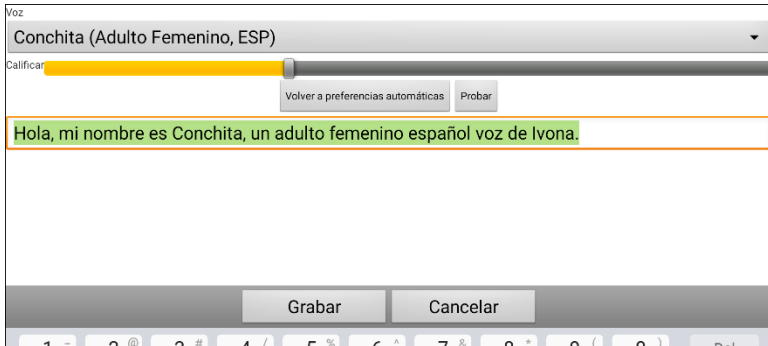 Voz
Conchita (Adulto Femenino, ESP)
Calificar
Volver a preferencias automáticas Probar
Hola, mi nombre es Conchita, un adulto femenino español voz de Ivona.
Grabar Cancelar